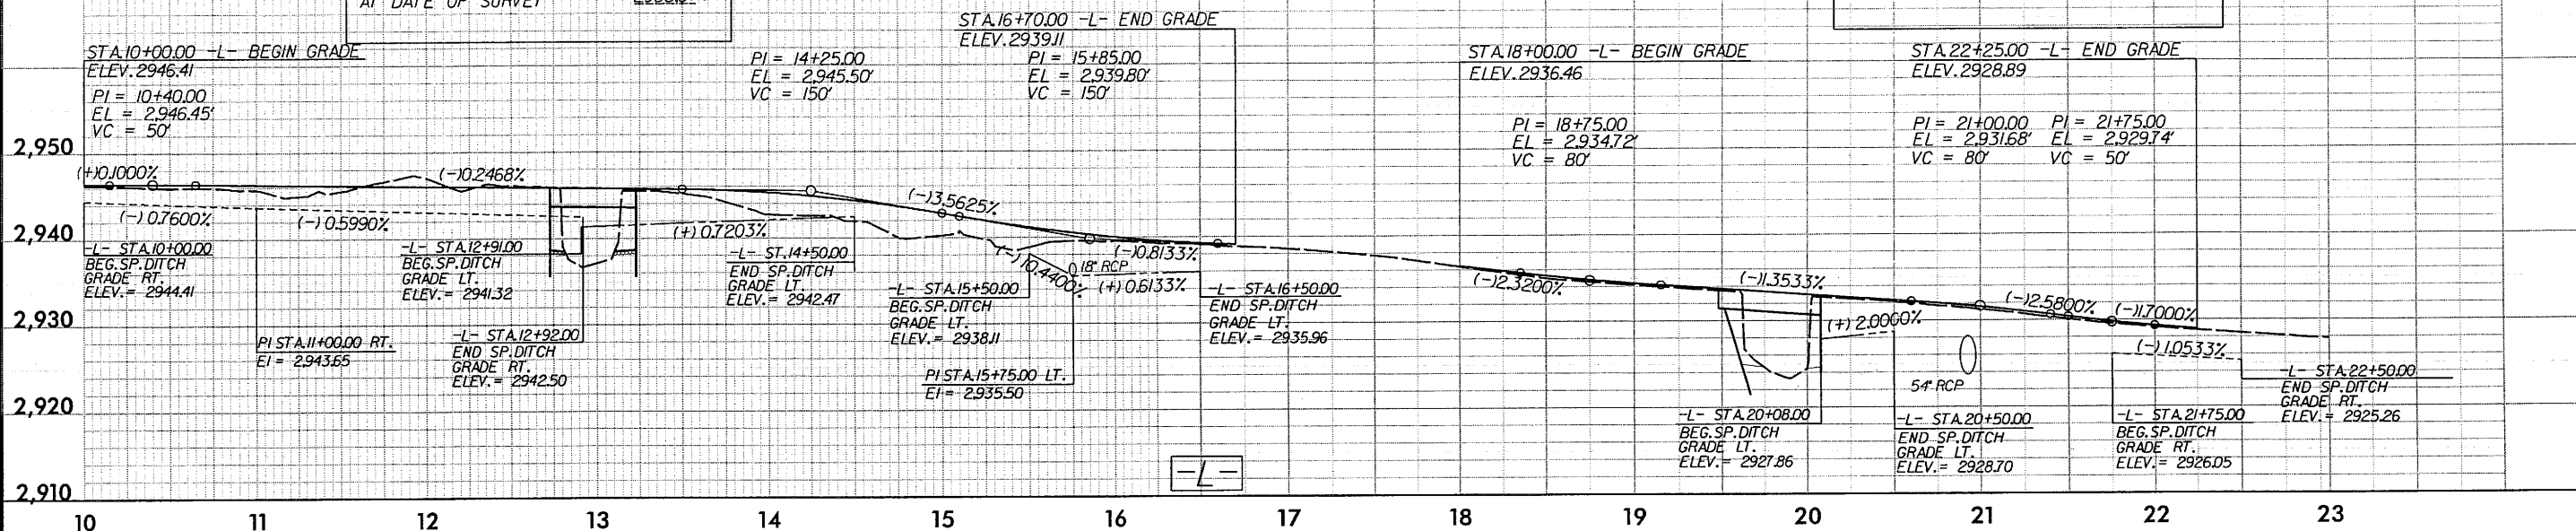 AT DATE OF SURVEY
STA.10+00.00 -L- BEGIN GRADE
ELEV.2946.41
PI = 10+40.00
EL = 2,946.45'
VC = 50'
PI = 14+25.00
EL = 2,945.50'
VC = 150'
STA.16+70.00 -L- END GRADE
ELEV.2939.11
PI = 15+85.00
EL = 2,939.80'
VC = 150'
STA.18+00.00 -L- BEGIN GRADE
ELEV.2936.46
PI = 18+75.00
EL = 2,934.72'
VC = 80'
STA.22+25.00 -L- END GRADE
ELEV.2928.89
PI = 21+00.00
EL = 2,931.68'
VC = 80'
PI = 21+75.00
EL = 2,929.74'
VC = 50'
2,950
2,940
2,930
2,920
2,910
(+)0.1000%
(-)0.2468%
(-)3.5625%
(-)0.8133%
(-)2.3200%
(-)1.3533%
(-)2.5800%
(-)1.7000%
(-)0.7600%
(-)0.5990%
(+)0.7203%
(-)10.4400%
18" RCP
(+)0.6133%
(+)2.0000%
(-)1.0533%
54" RCP
-L- STA.10+00.00
BEG.SP.DITCH
GRADE RT.
ELEV.= 2944.41
PI STA.11+00.00 RT.
El = 2,943.65
-L- STA.12+91.00
BEG.SP.DITCH
GRADE LT.
ELEV.= 2941.32
-L- STA.12+92.00
END SP.DITCH
GRADE RT.
ELEV.= 2942.50
-L- ST.14+50.00
END SP.DITCH
GRADE LT.
ELEV.= 2942.47
-L- STA.15+50.00
BEG.SP.DITCH
GRADE LT.
ELEV.= 2938.11
PI STA.15+75.00 LT.
El = 2,935.50
-L- STA.16+50.00
END SP.DITCH
GRADE LT.
ELEV.= 2935.96
-L- STA.20+08.00
BEG.SP.DITCH
GRADE LT.
ELEV.= 2927.86
-L- STA.20+50.00
END SP.DITCH
GRADE LT.
ELEV.= 2928.70
-L- STA.21+75.00
BEG.SP.DITCH
GRADE RT.
ELEV.= 2926.05
-L- STA.22+50.00
END SP.DITCH
GRADE RT.
ELEV.= 2925.26
-L-
10 11 12 13 14 15 16 17 18 19 20 21 22 23